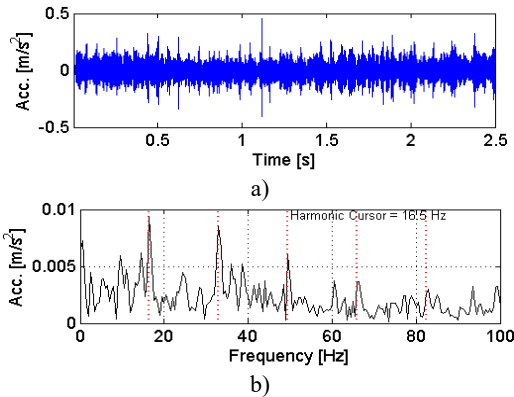 0.5
0
-0.5
Acc. [m/s²]
0.5 1 1.5 2 2.5
Time [s]
a)
0.01
0.005
0
Acc. [m/s²]
Harmonic Cursor = 16.5 Hz
0 20 40 60 80 100
Frequency [Hz]
b)